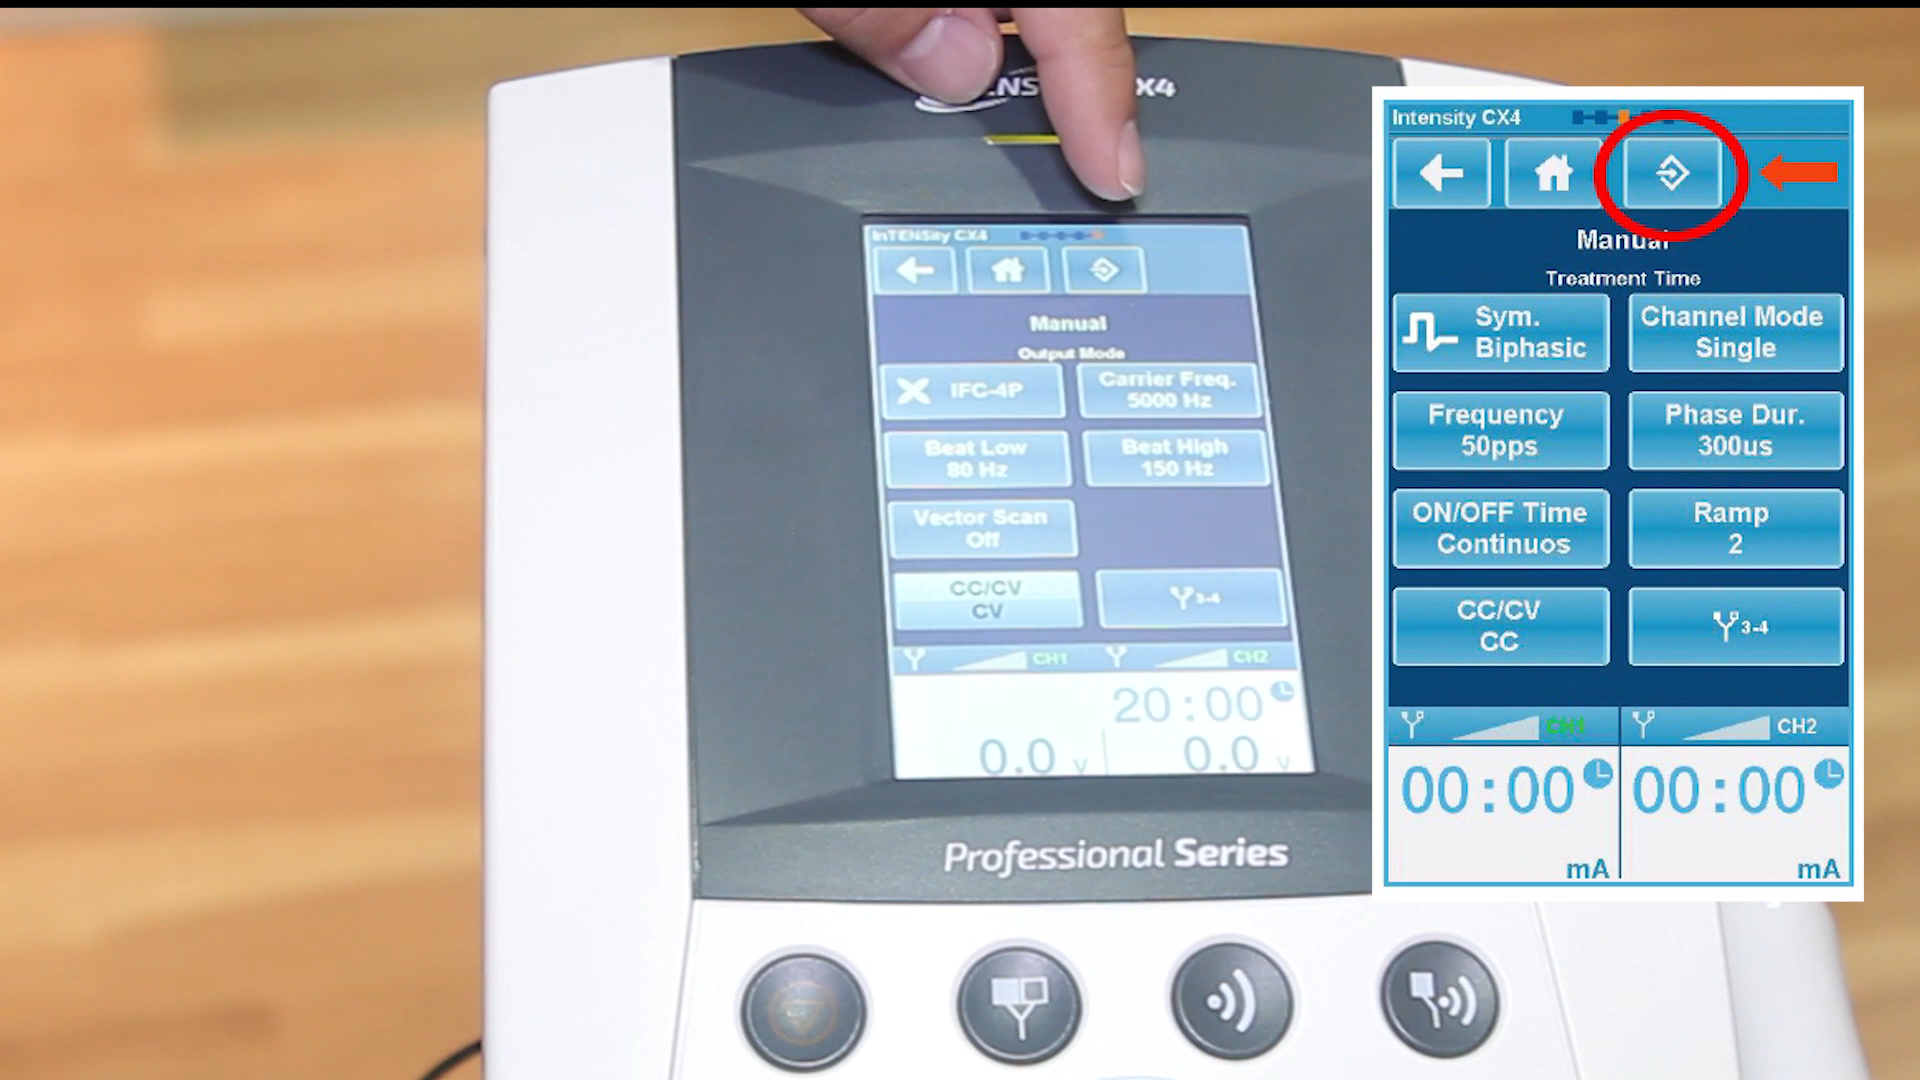 CX4
InTENSity CX4
Manual
Output Mode
IFC-4P
Carrier Freq.
5000 Hz
Beat Low
80 Hz
Beat High
150 Hz
Vector Scan
Off
CC/CV
CV
3-4
CH1
CH2
20:00
0.0 v
0.0 v
Professional Series
Intensity CX4
Manual
Treatment Time
Sym.
Biphasic
Channel Mode
Single
Frequency
50pps
Phase Dur.
300us
ON/OFF Time
Continuos
Ramp
2
CC/CV
CC
3-4
CH1
CH2
00:00
00:00
mA
mA